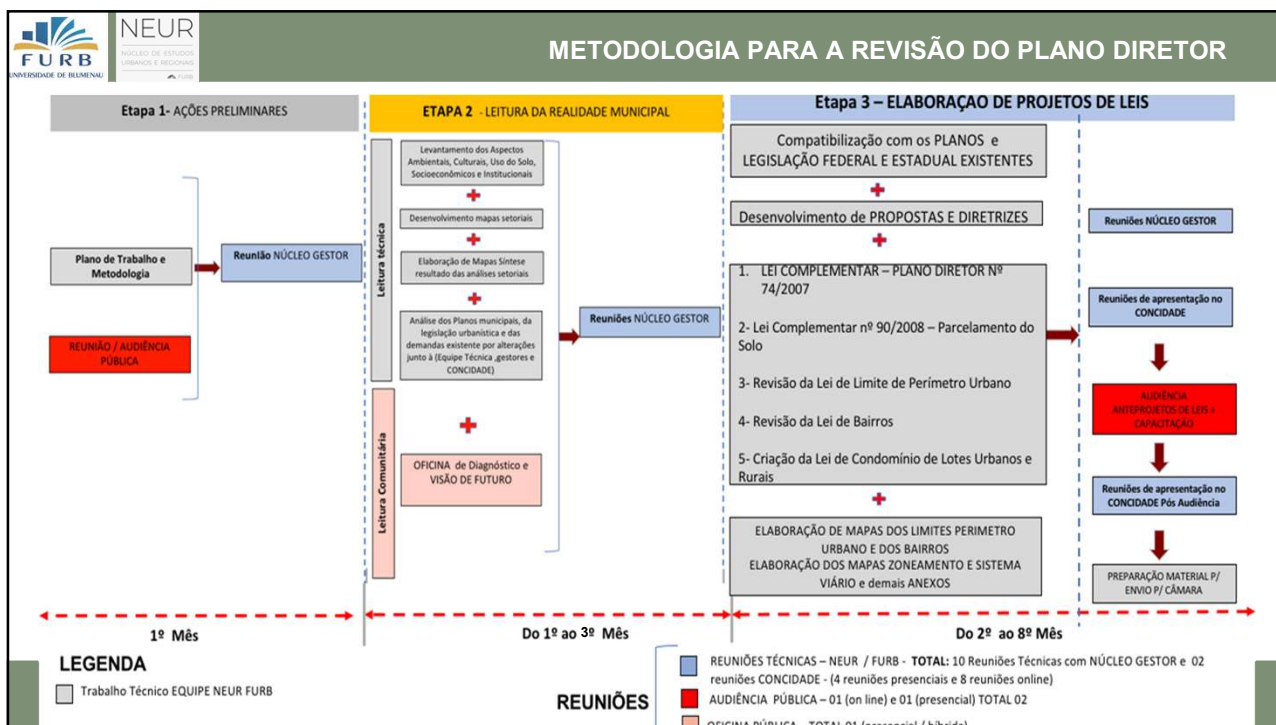 FURB
UNIVERSIDADE DE BLUMENAU
NEUR
NÚCLEO DE ESTUDOS
URBANOS E REGIONAIS
FURB
METODOLOGIA PARA A REVISÃO DO PLANO DIRETOR
Etapa 1- AÇÕES PRELIMINARES
Plano de Trabalho e
Metodologia
Reunião NÚCLEO GESTOR
REUNIÃO / AUDIÊNCIA
PÚBLICA
1º Mês
ETAPA 2 - LEITURA DA REALIDADE MUNICIPAL
Leitura técnica
Levantamento dos Aspectos
Ambientais, Culturais, Uso do Solo,
Socioeconômicos e Institucionais
Desenvolvimento mapas setoriais
Elaboração de Mapas Síntese
resultado das análises setoriais
Análise dos Planos municipais, da
legislação urbanística e das
demandas existente por alterações
junto à (Equipe Técnica ,gestores e
CONCIDADE)
Reuniões NÚCLEO GESTOR
Leitura Comunitária
OFICINA de Diagnóstico e
VISÃO DE FUTURO
Do 1º ao 3º Mês
Etapa 3 – ELABORAÇAO DE PROJETOS DE LEIS
Compatibilização com os PLANOS e
LEGISLAÇÃO FEDERAL E ESTADUAL EXISTENTES
Desenvolvimento de PROPOSTAS E DIRETRIZES
1. LEI COMPLEMENTAR – PLANO DIRETOR Nº
74/2007
2- Lei Complementar nº 90/2008 – Parcelamento do
Solo
3- Revisão da Lei de Limite de Perímetro Urbano
4- Revisão da Lei de Bairros
5- Criação da Lei de Condomínio de Lotes Urbanos e
Rurais
ELABORAÇÃO DE MAPAS DOS LIMITES PERIMETRO
URBANO E DOS BAIRROS
ELABORAÇÃO DOS MAPAS ZONEAMENTO E SISTEMA
VIÁRIO e demais ANEXOS
Reuniões NÚCLEO GESTOR
Reuniões de apresentação no
CONCIDADE
AUDIÊNCIA
ANTEPROJETOS DE LEIS +
CAPACITAÇÃO
Reuniões de apresentação no
CONCIDADE Pós Audiência
PREPARAÇÃO MATERIAL P/
ENVIO P/ CÂMARA
Do 2º ao 8º Mês
LEGENDA
Trabalho Técnico EQUIPE NEUR FURB
REUNIÕES
REUNIÕES TÉCNICAS – NEUR / FURB - TOTAL: 10 Reuniões Técnicas com NÚCLEO GESTOR e 02
reuniões CONCIDADE - (4 reuniões presenciais e 8 reuniões online)
AUDIÊNCIA PÚBLICA – 01 (on line) e 01 (presencial) TOTAL 02
OFICINA PÚBLICA – TOTAL 01 (presencial / híbrida)